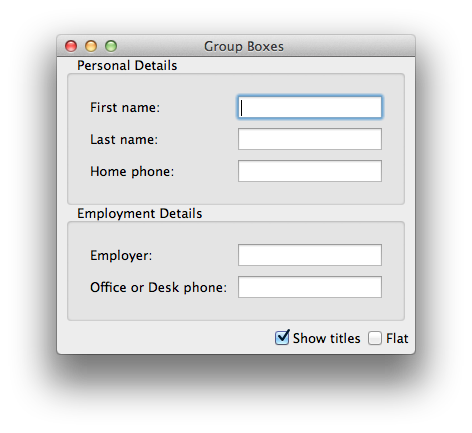 Group Boxes
Personal Details
First name:
Last name:
Home phone:
Employment Details
Employer:
Office or Desk phone:
Show titles Flat